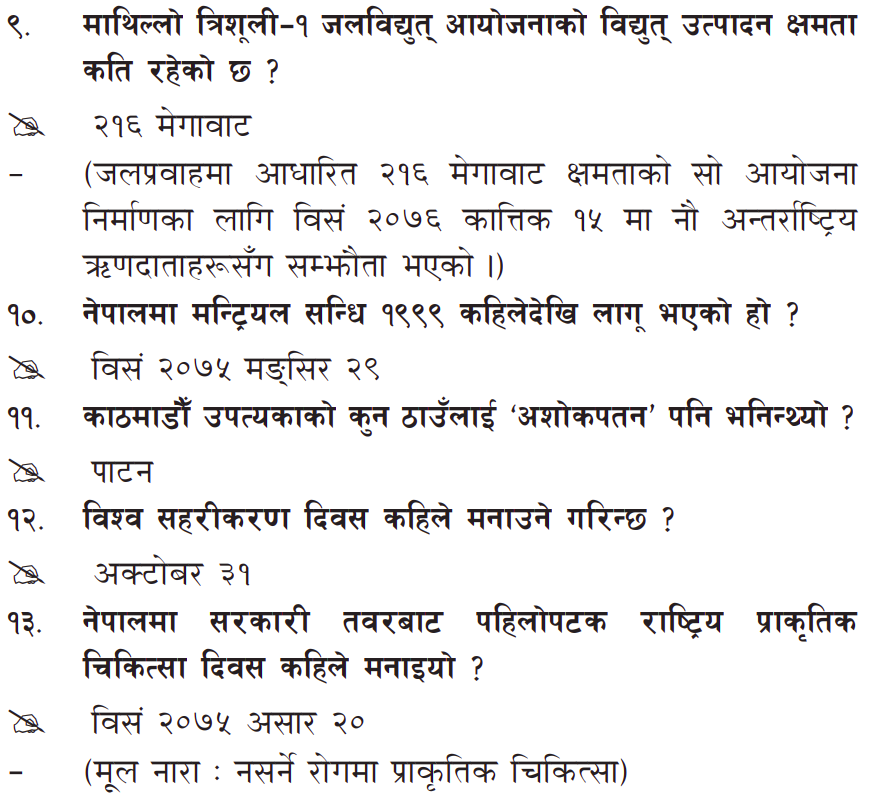 ९. माथिल्लो त्रिशूली-१ जलविद्युत् आयोजनाको विद्युत् उत्पादन क्षमता
कति रहेको छ ?
२१६ मेगावाट
- (जलप्रवाहमा आधारित २१६ मेगावाट क्षमताको सो आयोजना
निर्माणका लागि विसं २०७६ कात्तिक १५ मा नौ अन्तर्राष्ट्रिय
ऋणदाताहरूसँग सम्झौता भएको ।)
१०. नेपालमा मन्ट्रियल सन्धि १९९९ कहिलेदेखि लागू भएको हो ?
विसं २०७५ मङ्सिर २९
११. काठमाडौँ उपत्यकाको कुन ठाउँलाई ‘अशोकपतन’ पनि भनिन्थ्यो ?
पाटन
१२. विश्व सहरीकरण दिवस कहिले मनाउने गरिन्छ ?
अक्टोबर ३१
१३. नेपालमा सरकारी तवरबाट पहिलोपटक राष्ट्रिय प्राकृतिक
चिकित्सा दिवस कहिले मनाइयो ?
विसं २०७५ असार २०
- (मूल नारा : नसर्ने रोगमा प्राकृतिक चिकित्सा)